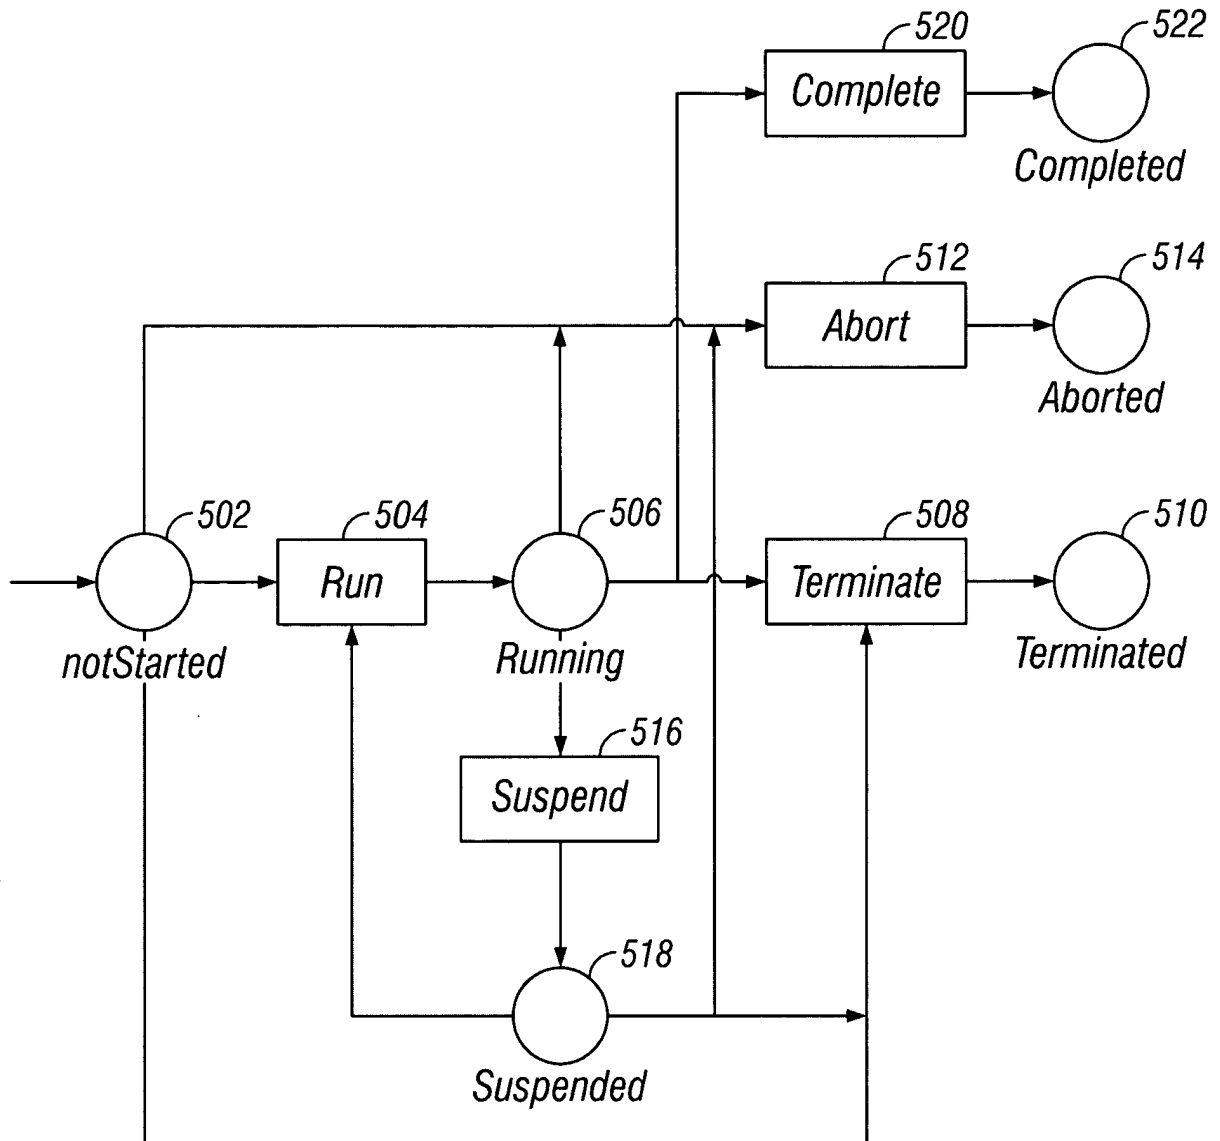 520
522
Complete
Completed
512
514
Abort
Aborted
502
504
506
508
510
Run
Terminate
notStarted
Running
Terminated
516
Suspend
518
Suspended